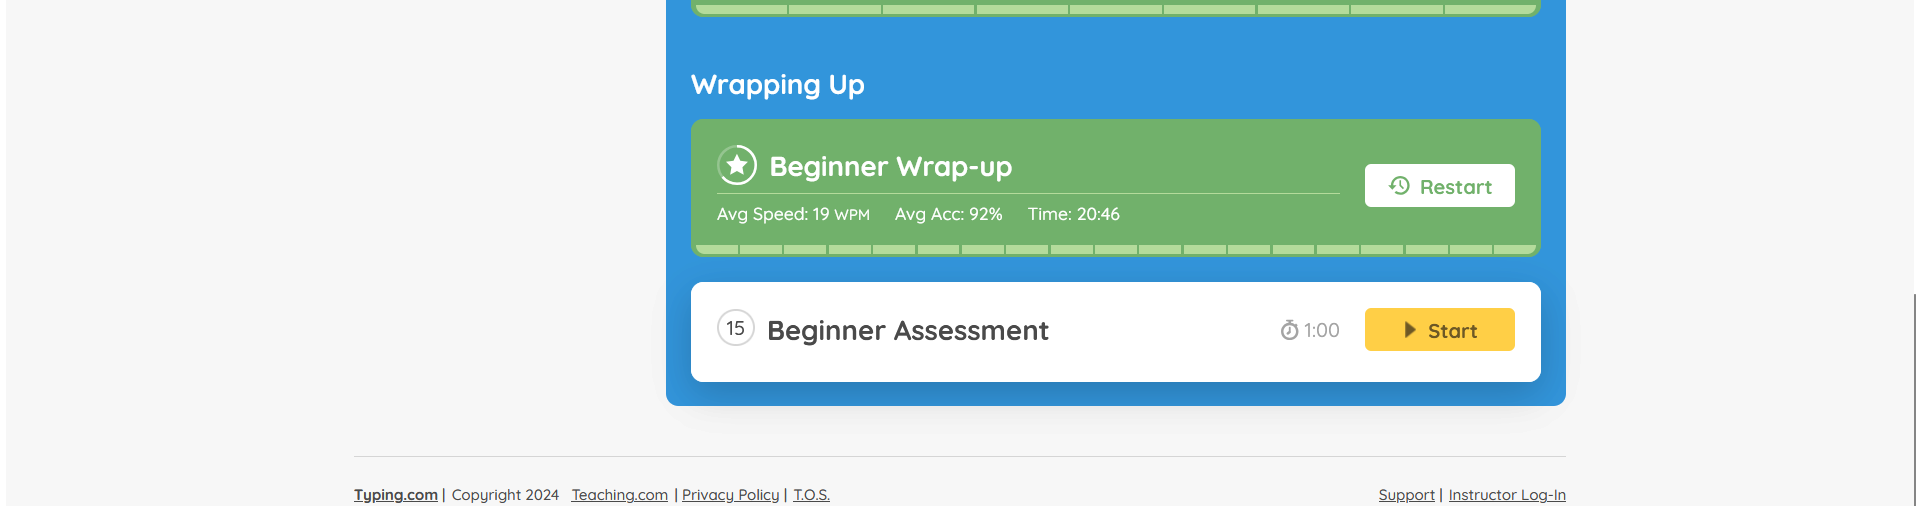 Wrapping Up
Beginner Wrap-up
Restart
Avg Speed: 19 WPM Avg Acc: 92% Time: 20:46
15 Beginner Assessment 1:00 Start
Typing.com | Copyright 2024 Teaching.com | Privacy Policy | T.O.S. Support | Instructor Log-In